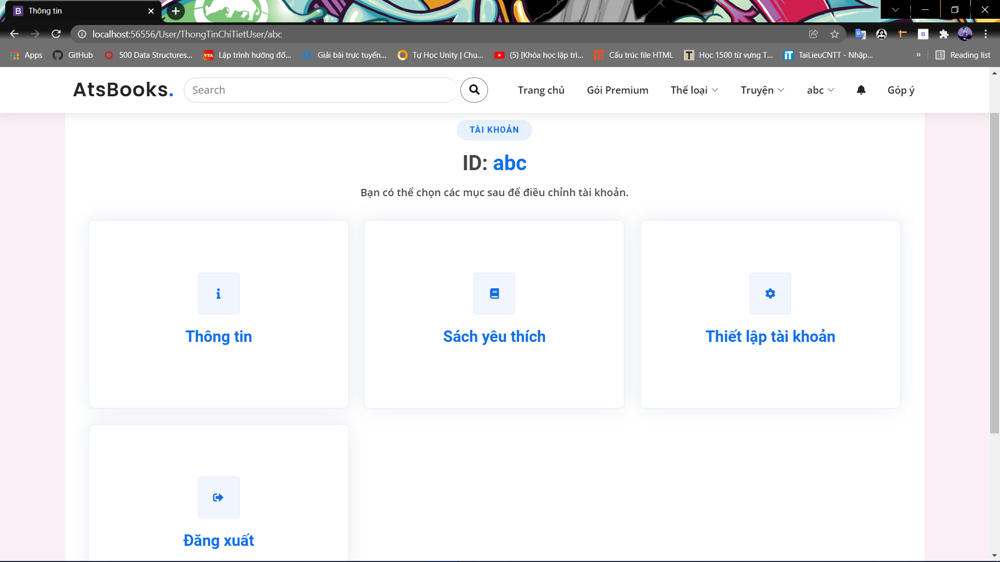 Thông tin
localhost:56556/User/ThongTinChiTietUser/abc
Apps GitHub 500 Data Structures... Lập trình hướng đố... Giải bài trực tuyến... Tự Học Unity | Chu... (5) [Khóa học lập trì... Cấu trúc file HTML Học 1500 từ vựng T... TaiLieuCNTT - Nhập... » Reading list
AtsBooks. Search Trang chủ Gói Premium Thể loại Truyện abc Góp ý
TÀI KHOẢN
ID: abc
Bạn có thể chọn các mục sau để điều chỉnh tài khoản.
Thông tin Sách yêu thích Thiết lập tài khoản
Đăng xuất